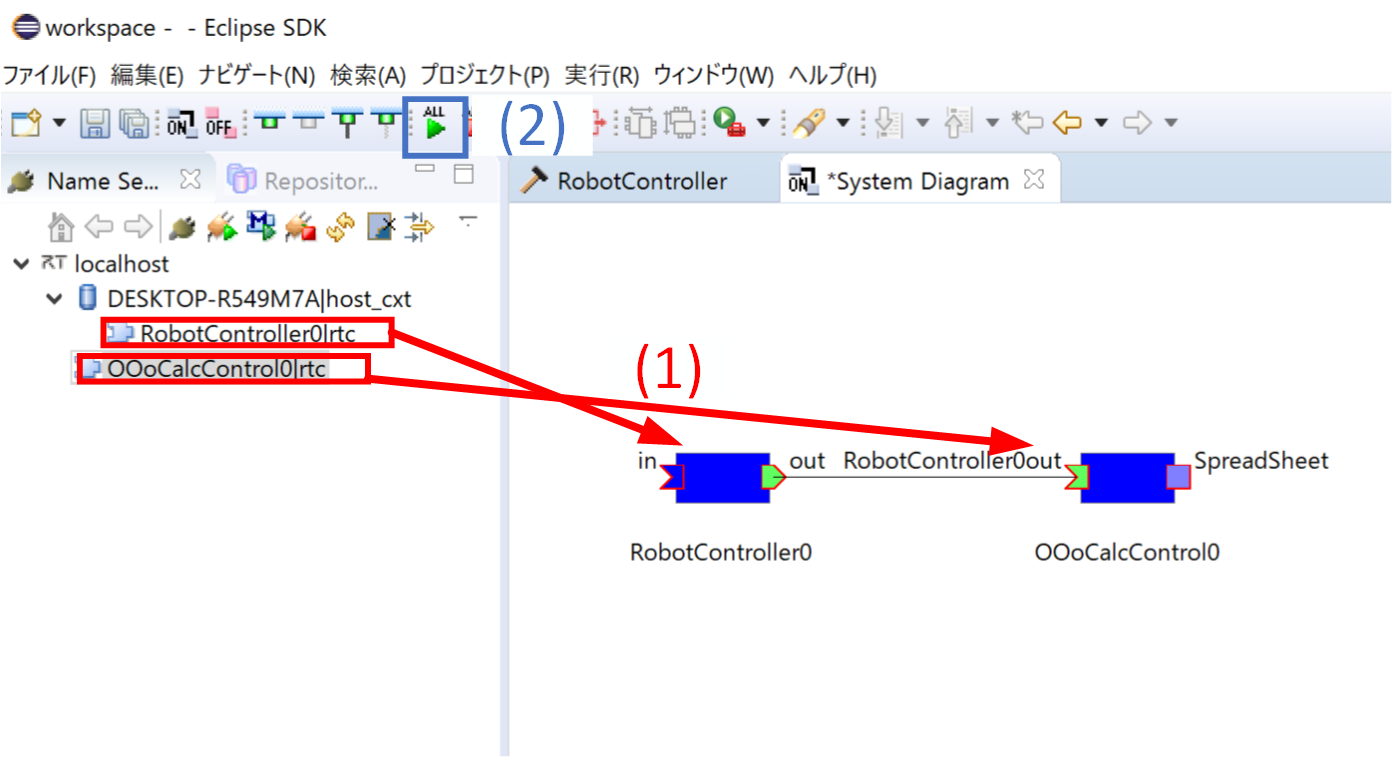 workspace -  - Eclipse SDK
ファイル(F) 編集(E) ナビゲート(N) 検索(A) プロジェクト(P) 実行(R) ウィンドウ(W) ヘルプ(H)
ON OFF ALL (2)
Name Se... Repositor... RobotController ON *System Diagram
RT localhost
DESKTOP-R549M7A|host_cxt
RobotController0|rtc
OOoCalcControl0|rtc
(1)
in out RobotController0out SpreadSheet
RobotController0 OOoCalcControl0